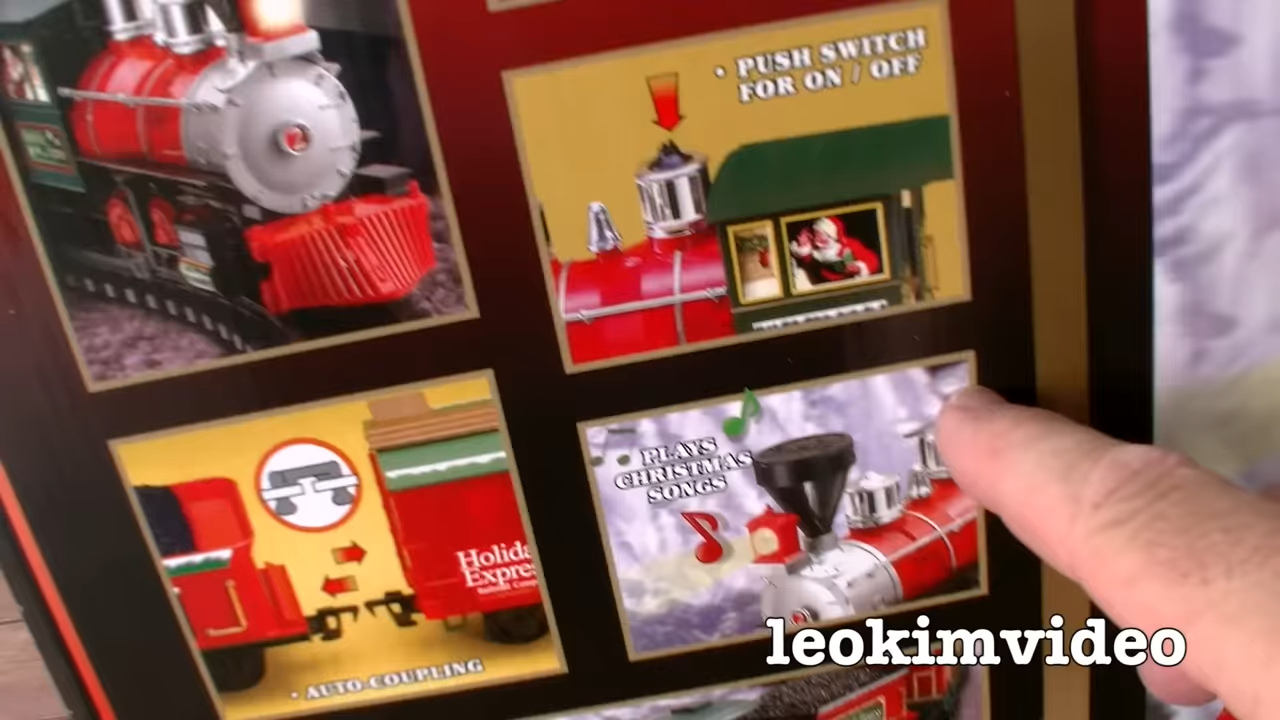 • PUSH SWITCH
FOR ON / OFF
• PLAYS
CHRISTMAS
SONGS
Holida
Expres
• AUTO-COUPLING
leokimvideo